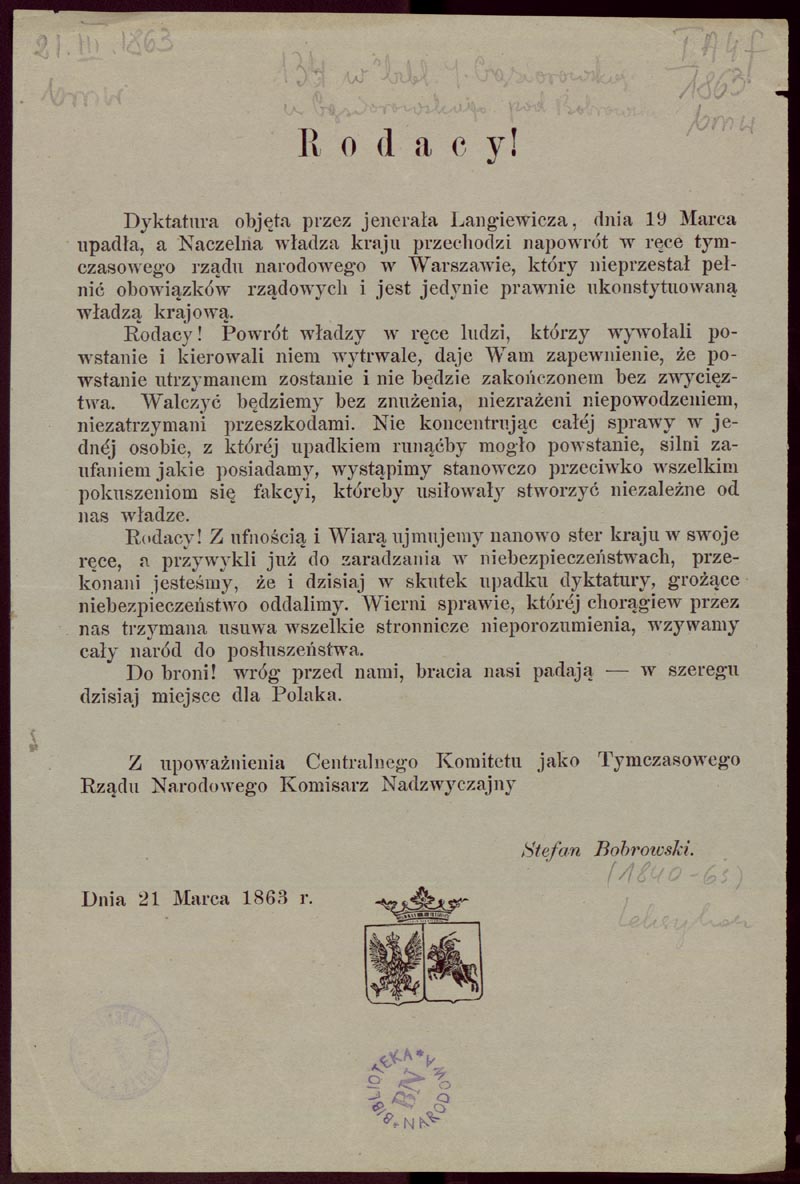 21.III.1863
I A 4 f
1863
R o d a c y!
Dyktatura objęta przez jenerała Langiewicza, dnia 19 Marca
upadła, a Naczelna władza kraju przechodzi napowrót w ręce tym-
czasowego rządu narodowego w Warszawie, który nieprzestał peł-
nić obowiązków rządowych i jest jedynie prawnie ukonstytuowaną
władzą krajową.
Rodacy! Powrót władzy w ręce ludzi, którzy wywołali po-
wstanie i kierowali niem wytrwale, daje Wam zapewnienie, że po-
wstanie utrzymanem zostanie i nie będzie zakończonem bez zwycięz-
twa. Walczyć będziemy bez znużenia, niezrażeni niepowodzeniem,
niezatrzymani przeszkodami. Nie koncentrując całéj sprawy w je-
dnéj osobie, z któréj upadkiem runąćby mogło powstanie, silni za-
ufaniem jakie posiadamy, wystąpimy stanowczo przeciwko wszelkim
pokuszeniom się fakcyi, któreby usiłowały stworzyć niezależne od
nas władze.
Rodacy! Z ufnością i Wiarą ujmujemy nanowo ster kraju w swoje
ręce, a przywykli już do zaradzania w niebezpieczeństwach, prze-
konani jesteśmy, że i dzisiaj w skutek upadku dyktatury, grożące
niebezpieczeństwo oddalimy. Wierni sprawie, któréj chorągiew przez
nas trzymana usuwa wszelkie stronnicze nieporozumienia, wzywamy
cały naród do posłuszeństwa.
Do broni! wróg przed nami, bracia nasi padają — w szeregu
dzisiaj miejsce dla Polaka.
Z upoważnienia Centralnego Komitetu jako Tymczasowego
Rządu Narodowego Komisarz Nadzwyczajny
Stefan Bobrowski.
(1840-63)
Dnia 21 Marca 1863 r.
BIBLIOTEKA NARODOWA
BN